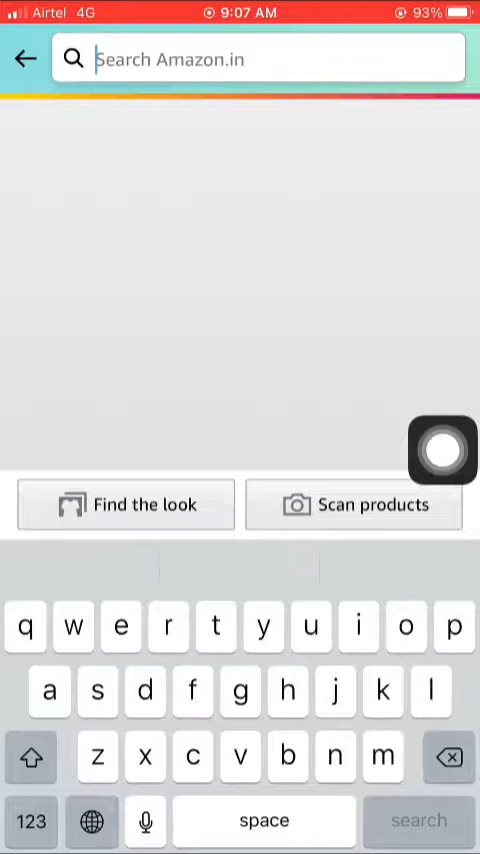 Airtel 4G 9:07 AM 93%
Search Amazon.in
Find the look Scan products
q w e r t y u i o p
a s d f g h j k l
z x c v b n m
123 space search